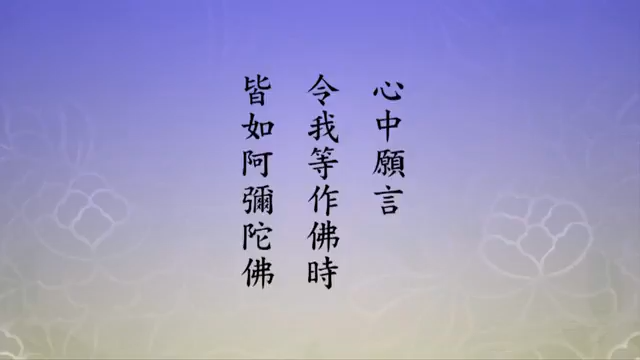 心中願言
令我等作佛時
皆如阿彌陀佛